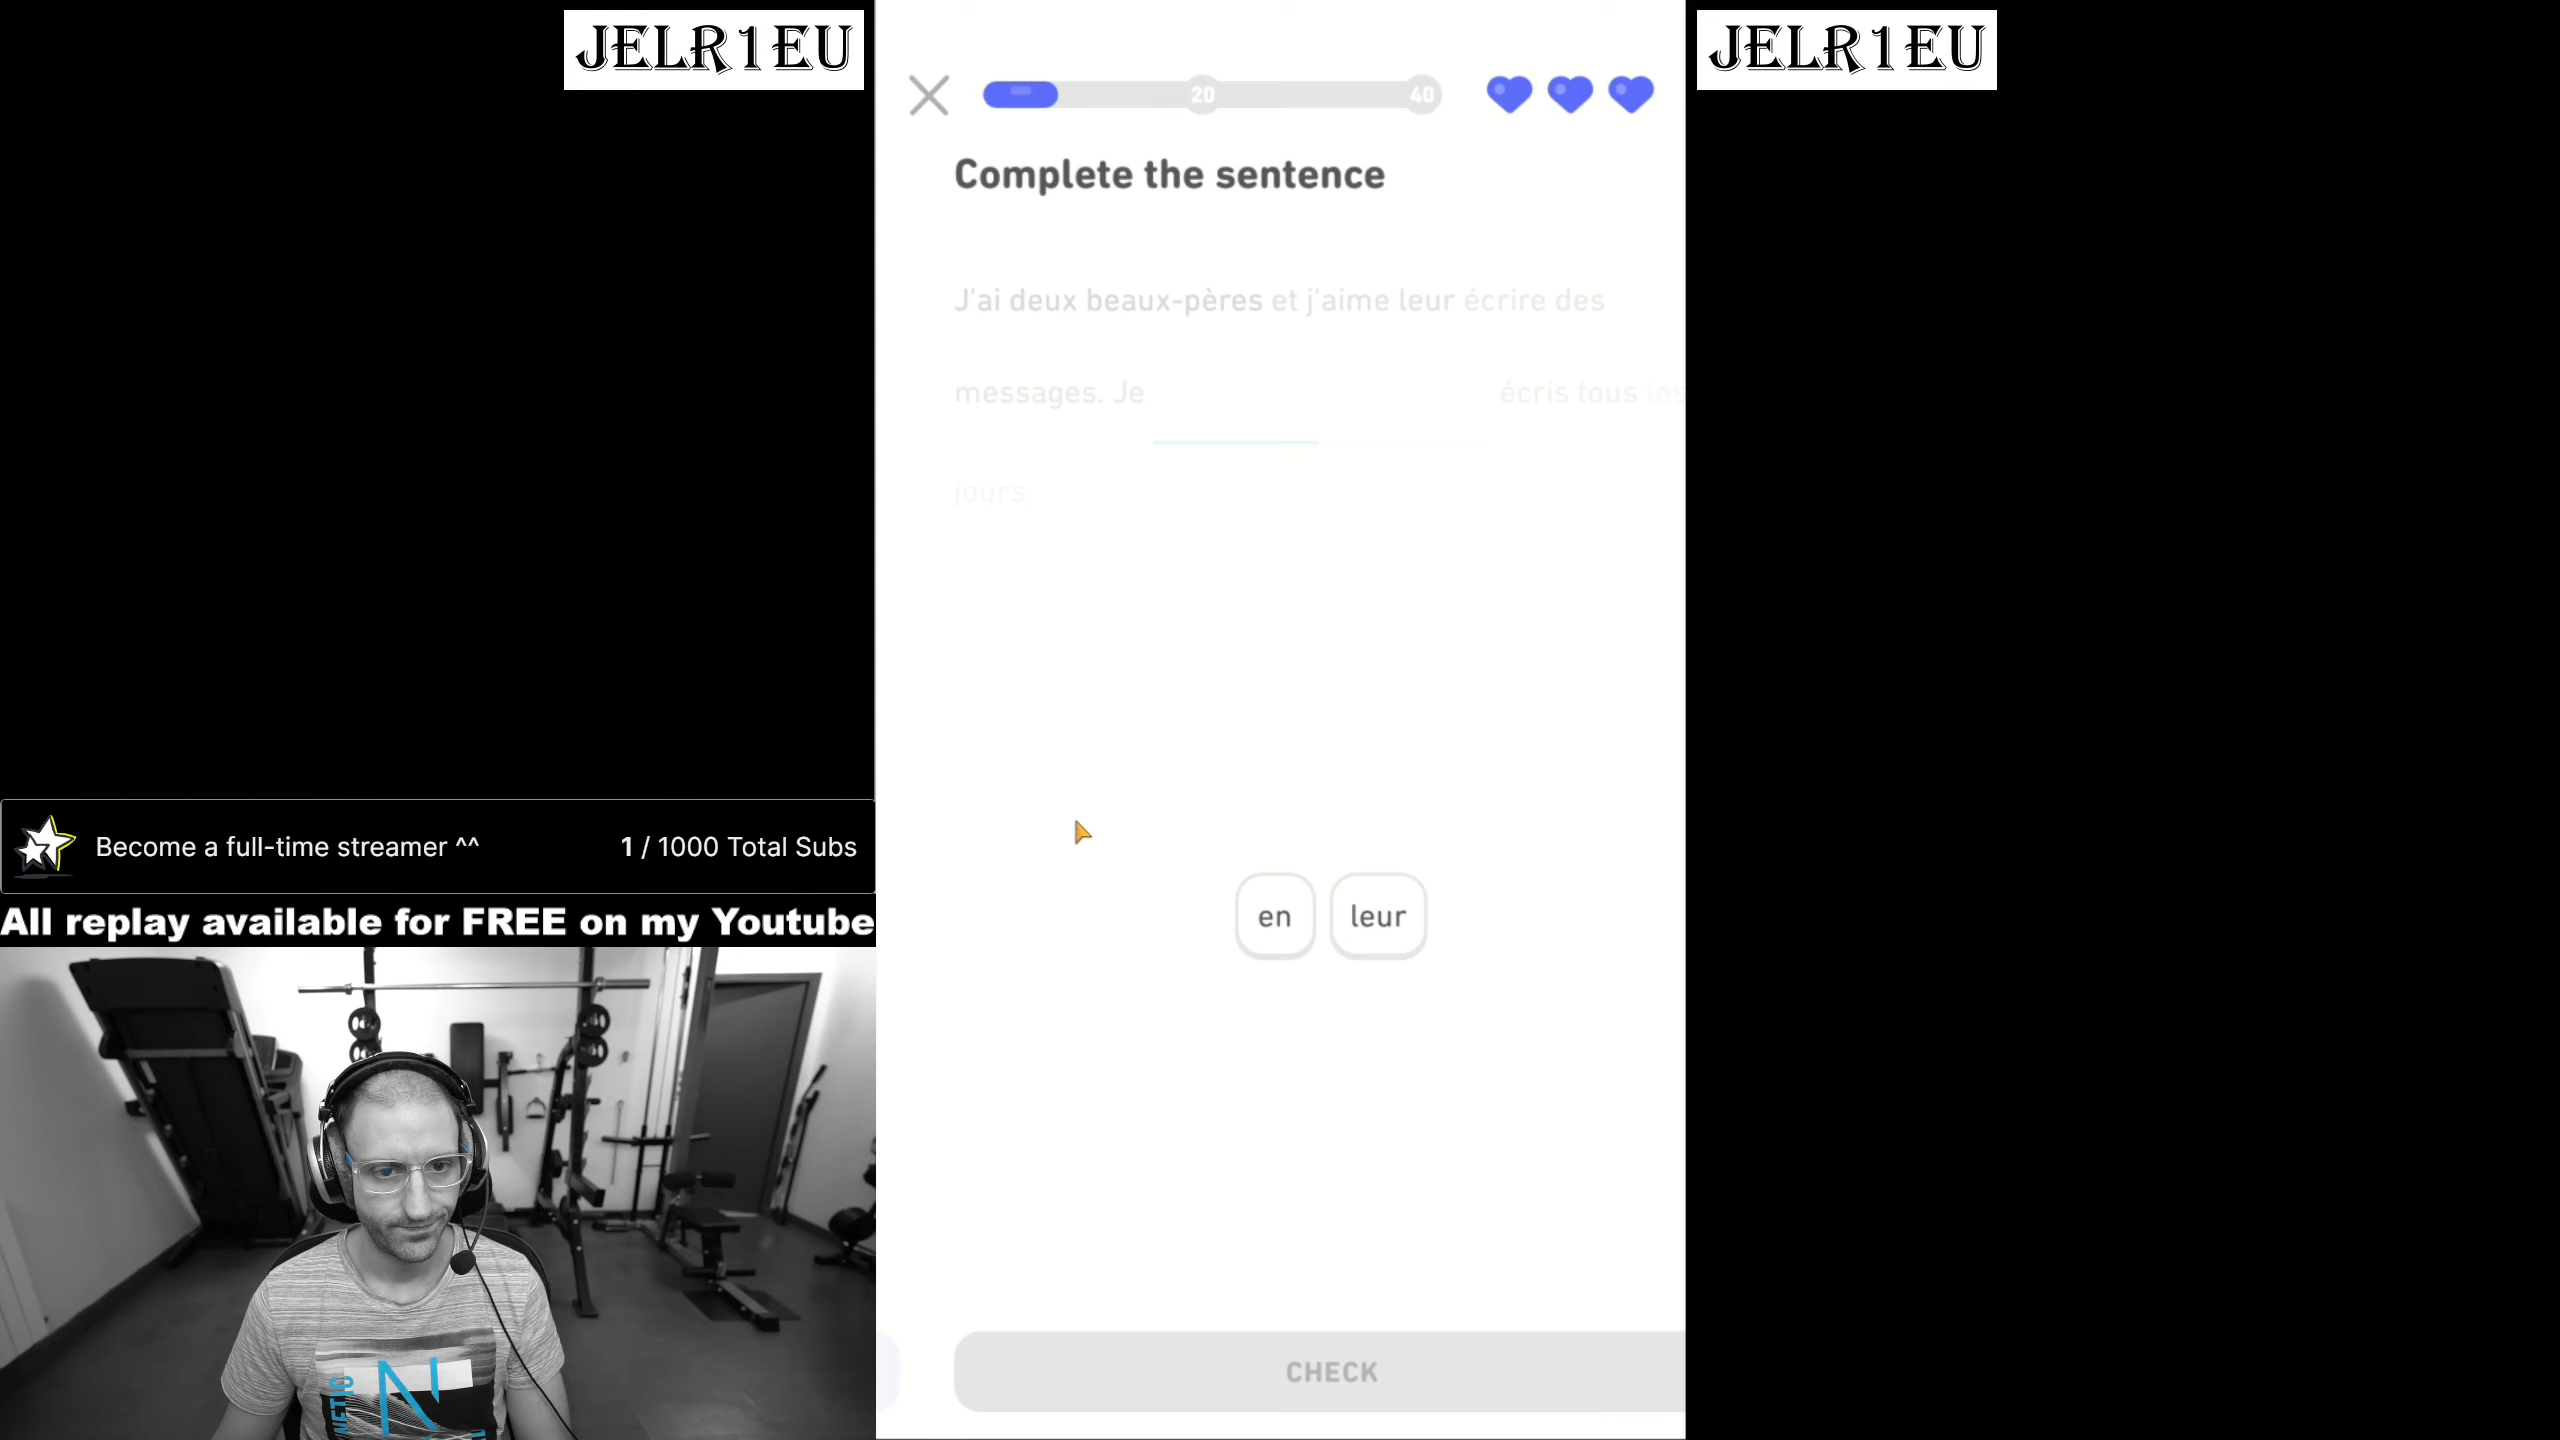 JELR1EU
JELR1EU
20
40
Complete the sentence
J'ai deux beaux-pères et j'aime leur écrire des
messages. Je écris tous les
jours.
en
leur
CHECK
Become a full-time streamer ^^
1 / 1000 Total Subs
All replay available for FREE on my Youtube
N